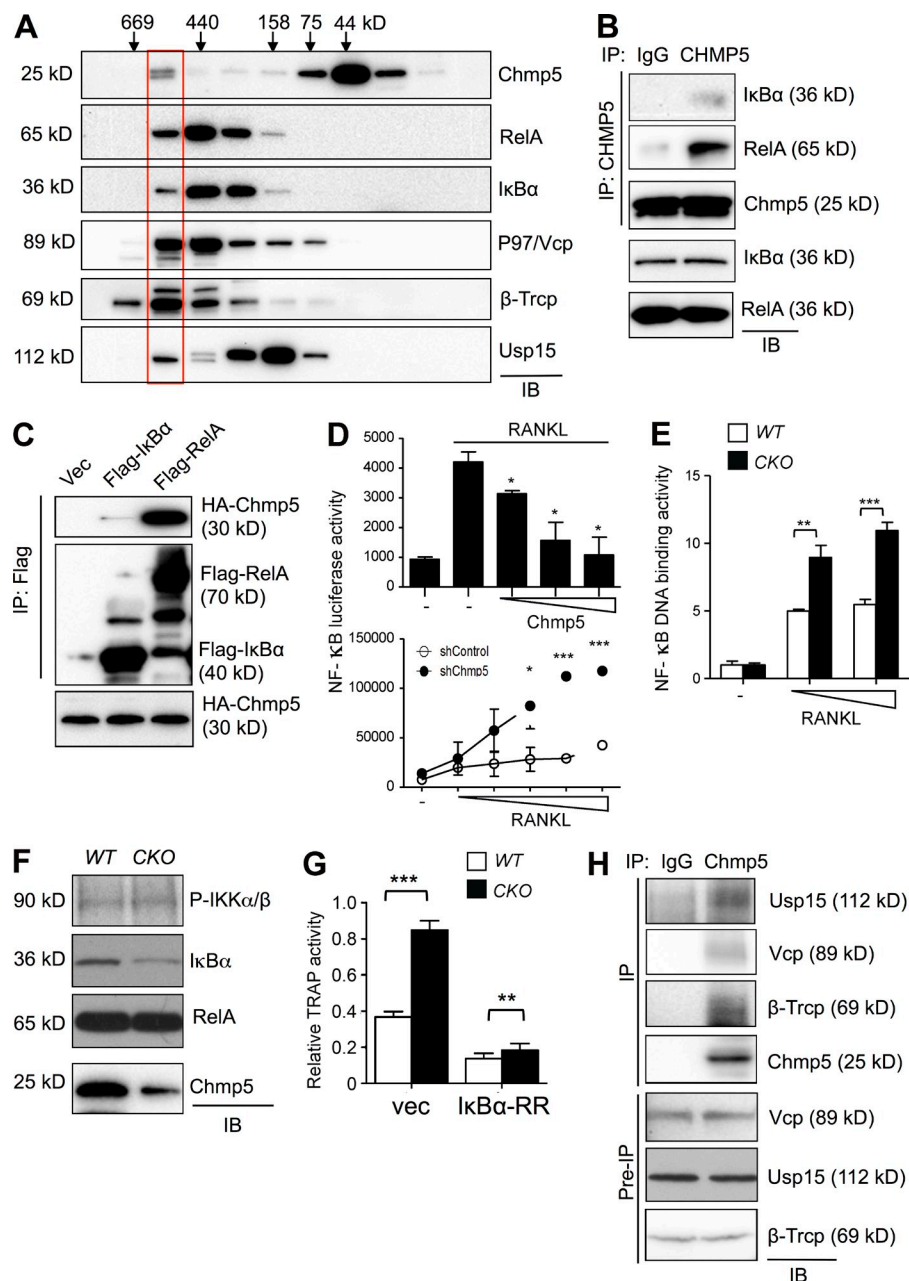 A
669 440 158 75 44 kD
25 kD Chmp5
65 kD RelA
36 kD IκBα
89 kD P97/Vcp
69 kD β-Trcp
112 kD Usp15
IB
B
IP: IgG CHMP5
IP: CHMP5
IκBα (36 kD)
RelA (65 kD)
Chmp5 (25 kD)
IκBα (36 kD)
RelA (36 kD)
IB
C
Vec Flag-IκBα Flag-RelA
IP: Flag
HA-Chmp5
(30 kD)
Flag-RelA
(70 kD)
Flag-IκBα
(40 kD)
HA-Chmp5
(30 kD)
D
NF- κB luciferase activity
RANKL
5000
4000
3000
2000
1000
0
* * *
- -
Chmp5
150000
100000
50000
0
shControl
shChmp5
* *** ***
-
RANKL
E
WT
CKO
NF- κB DNA binding activity
15
10
5
0
** ***
-
RANKL
F
WT CKO
90 kD P-IKKα/β
36 kD IκBα
65 kD RelA
25 kD Chmp5
IB
G
WT
CKO
Relative TRAP activity
1.0
0.8
0.6
0.4
0.2
0
*** **
vec IκBα-RR
H
IP: IgG Chmp5
IP
Usp15 (112 kD)
Vcp (89 kD)
β-Trcp (69 kD)
Chmp5 (25 kD)
Pre-IP
Vcp (89 kD)
Usp15 (112 kD)
β-Trcp (69 kD)
IB